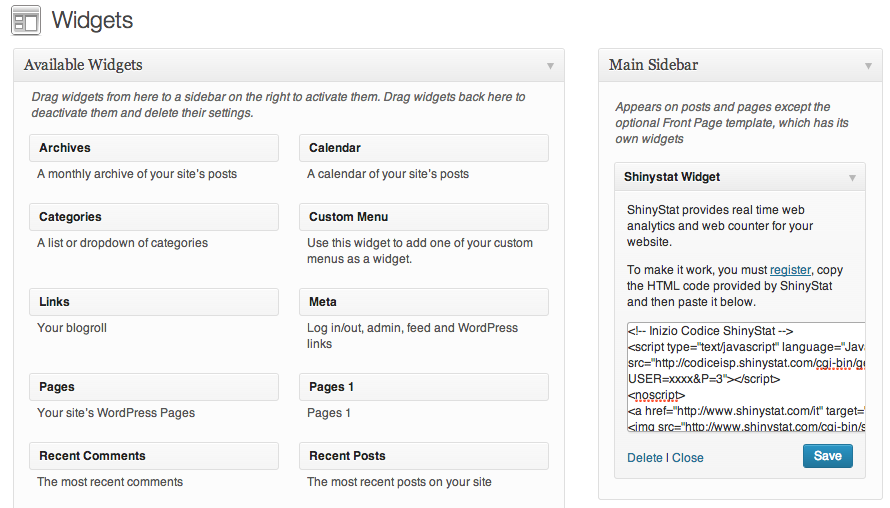 Widgets
Available Widgets
Drag widgets from here to a sidebar on the right to activate them. Drag widgets back here to
deactivate them and delete their settings.
Archives
A monthly archive of your site's posts
Calendar
A calendar of your site's posts
Categories
A list or dropdown of categories
Custom Menu
Use this widget to add one of your custom
menus as a widget.
Links
Your blogroll
Meta
Log in/out, admin, feed and WordPress
links
Pages
Your site's WordPress Pages
Pages 1
Pages 1
Recent Comments
The most recent comments
Recent Posts
The most recent posts on your site
Main Sidebar
Appears on posts and pages except the
optional Front Page template, which has its
own widgets
Shinystat Widget
ShinyStat provides real time web
analytics and web counter for your
website.
To make it work, you must register, copy
the HTML code provided by ShinyStat
and then paste it below.
<!-- Inizio Codice ShinyStat -->
<script type="text/javascript" language="Jav
src="http://codiceisp.shinystat.com/cgi-bin/ge
USER=xxxx&P=3"></script>
<noscript>
<a href="http://www.shinystat.com/it" target="
<img src="http://www.shinystat.com/cgi-bin/s
Delete | Close
Save